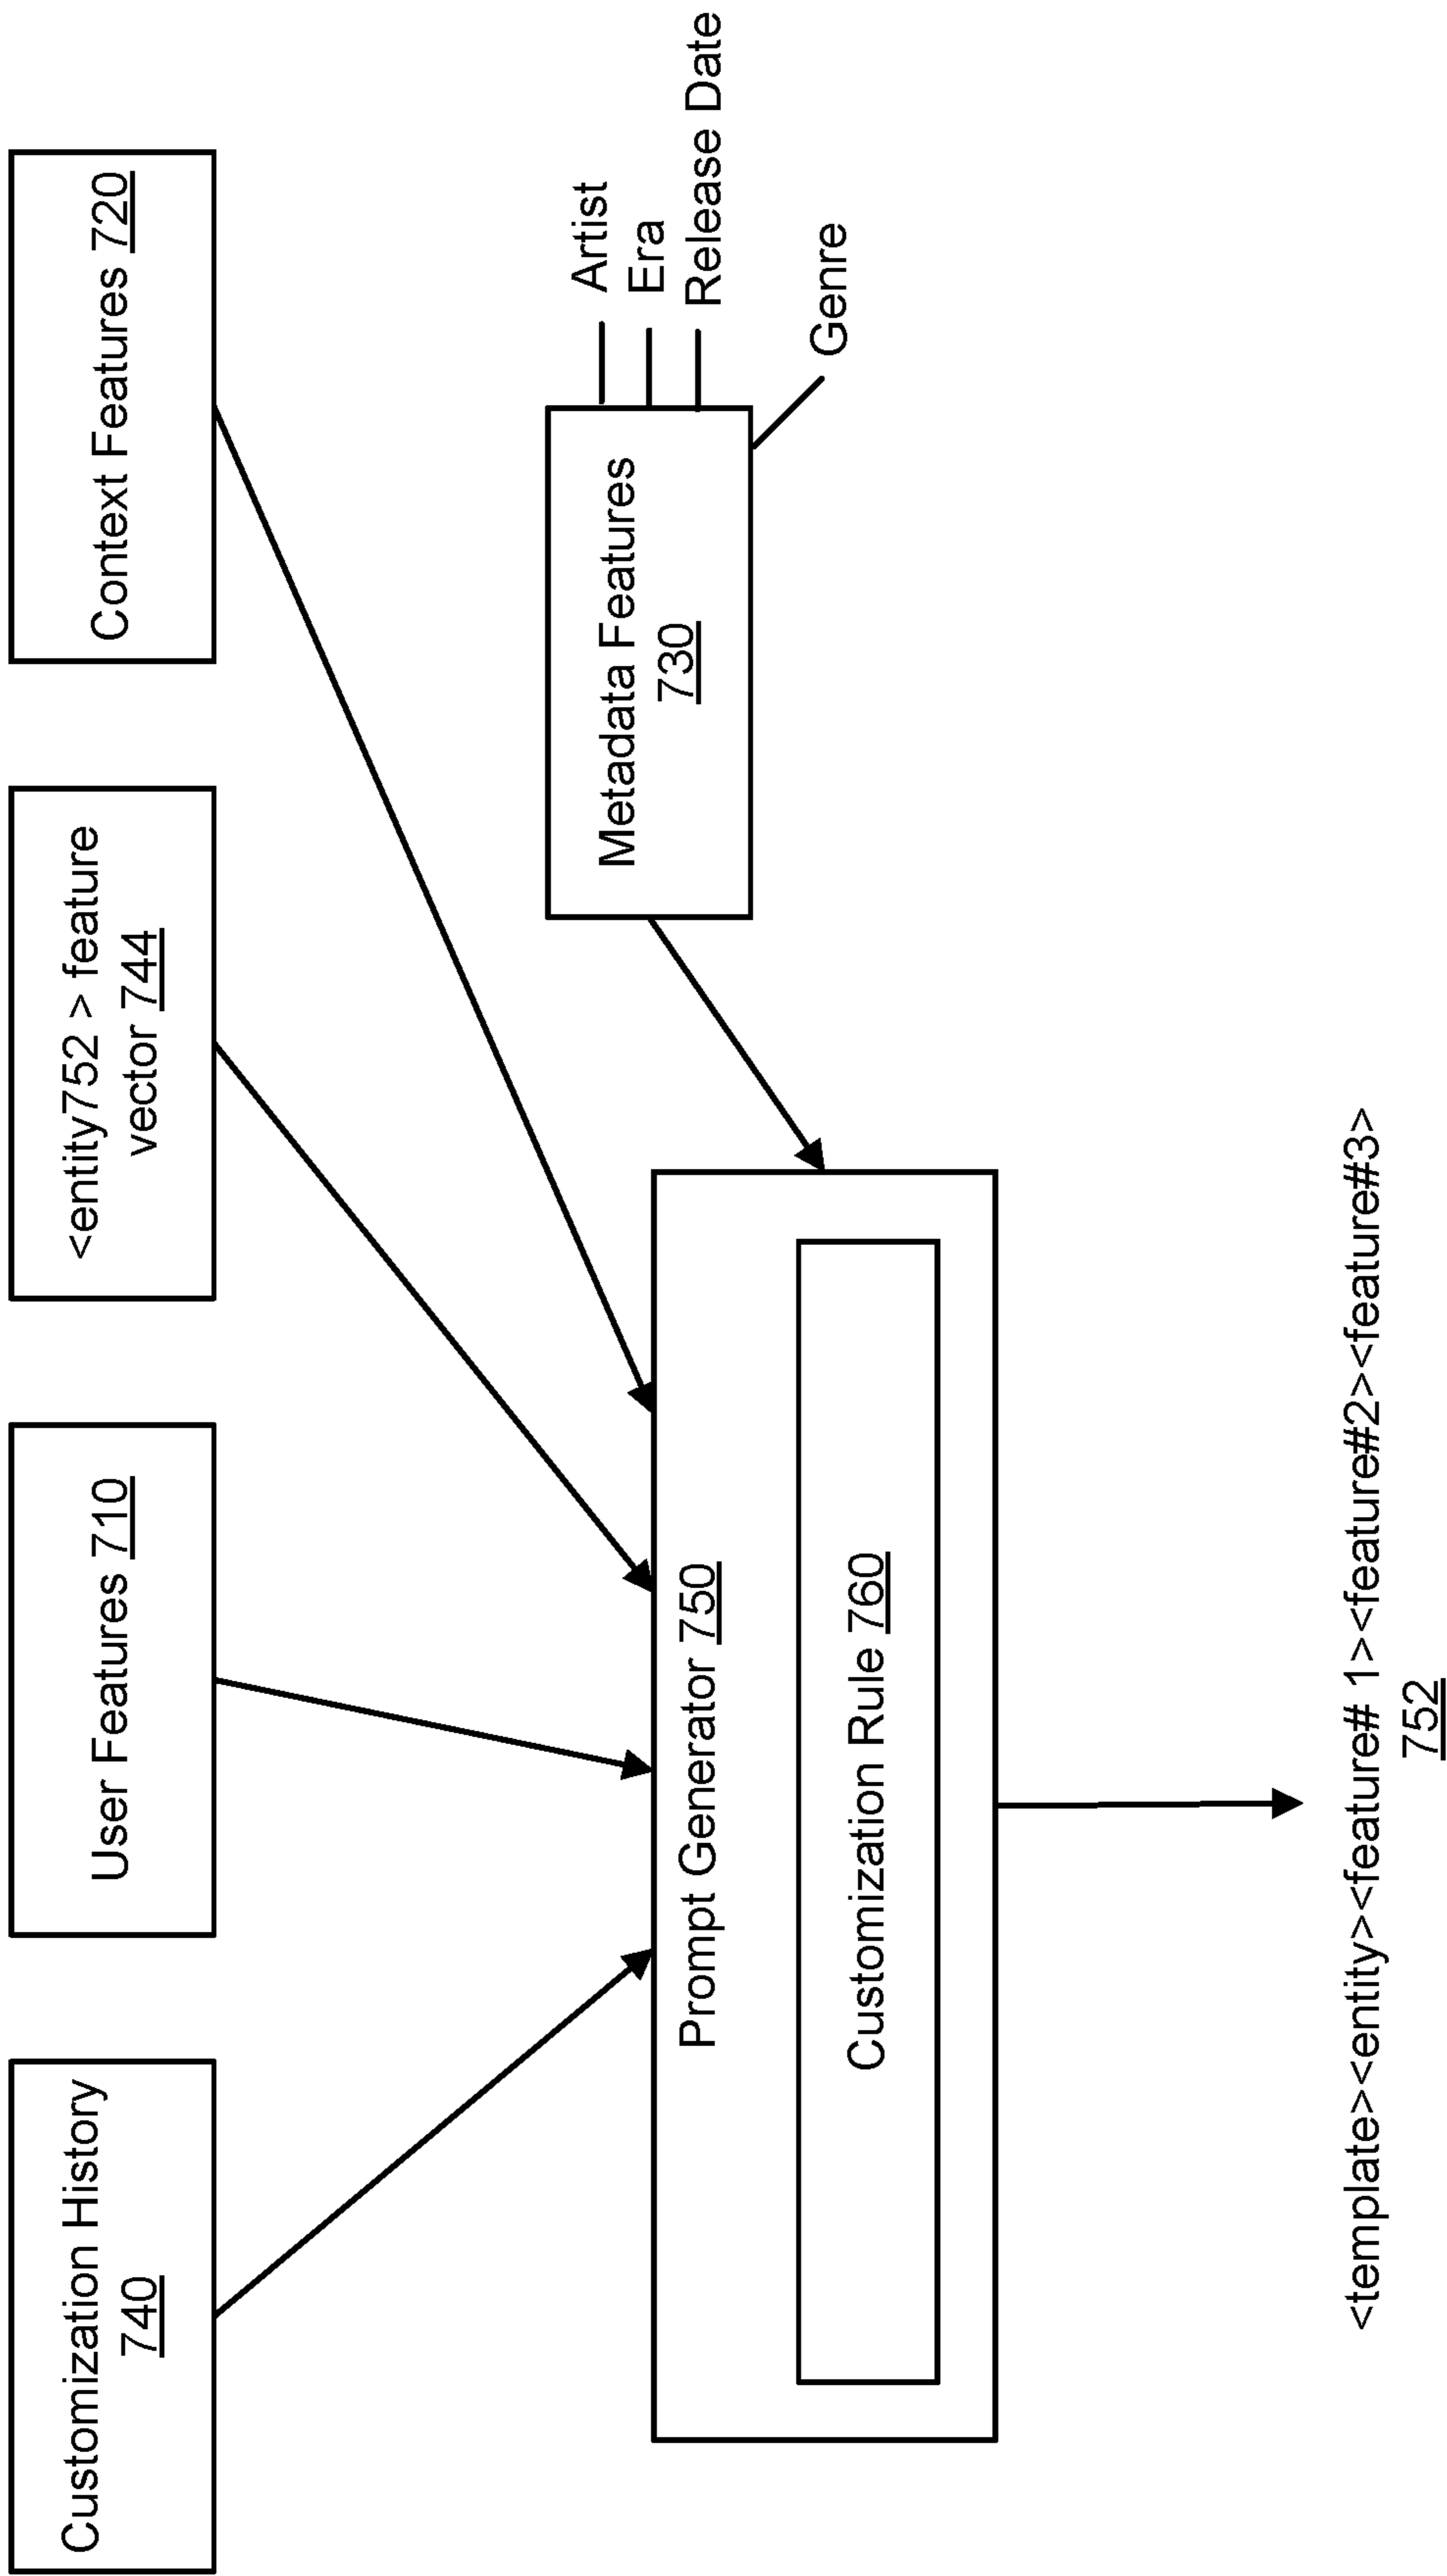 Customization History
740
User Features 710
<entity752 > feature
vector 744
Context Features 720
Metadata Features
730
Artist
Era
Release Date
Genre
Prompt Generator 750
Customization Rule 760
<template><entity><feature# 1><feature#2><feature#3>
752